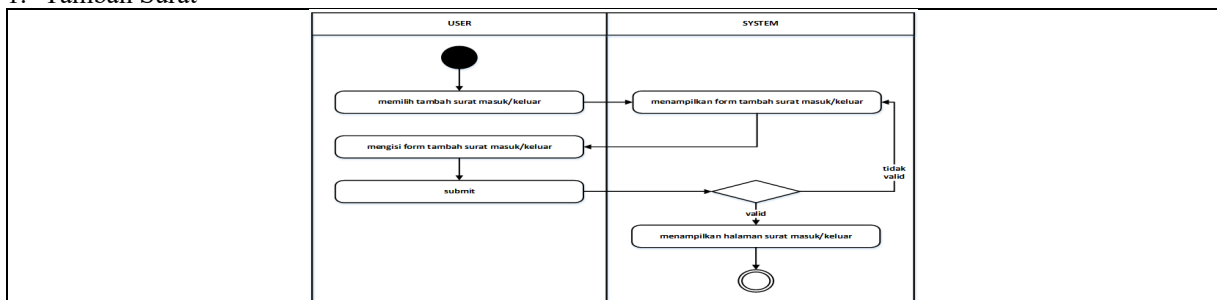 1. Tambah Surat
USER
SYSTEM
memilih tambah surat masuk/keluar
menampilkan form tambah surat masuk/keluar
mengisi form tambah surat masuk/keluar
tidak
valid
submit
valid
menampilkan halaman surat masuk/keluar